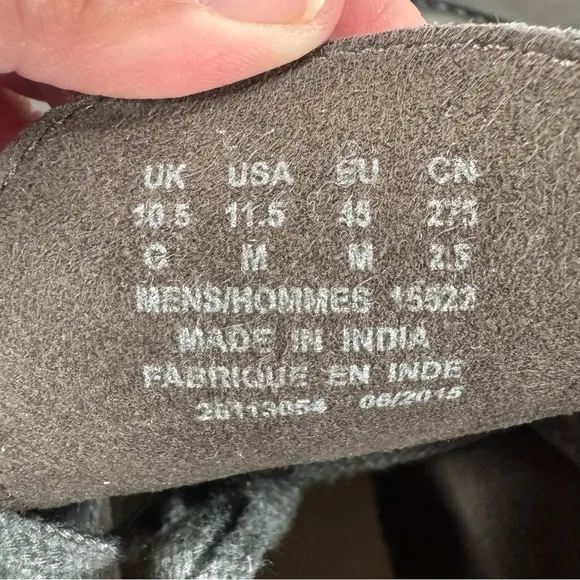 UK USA EU CN
10.5 11.5 45 275
G M M 2.5
MENS/HOMMES 15523
MADE IN INDIA
FABRIQUE EN INDE
26113054 06/2015